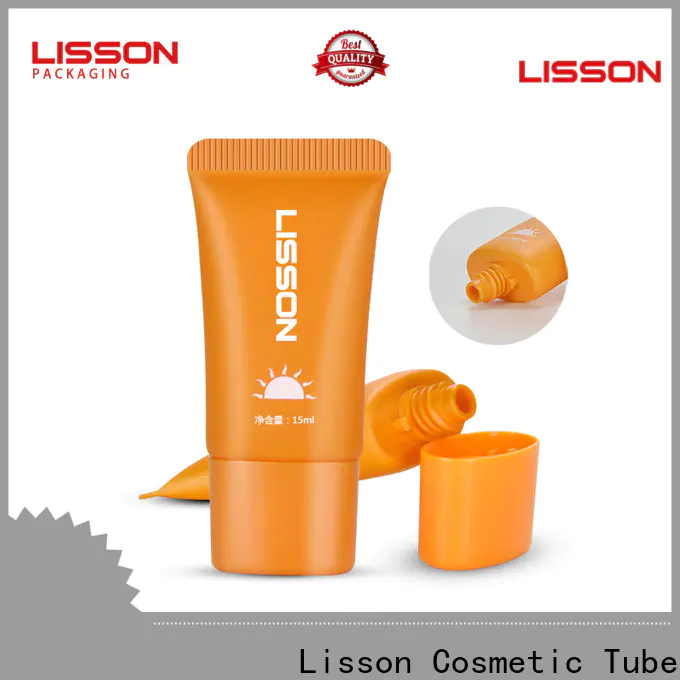 LISSON
PACKAGING
Best
QUALITY
guaranteed
LISSON
LISSON
净含量：15ml
Lisson Cosmetic Tube